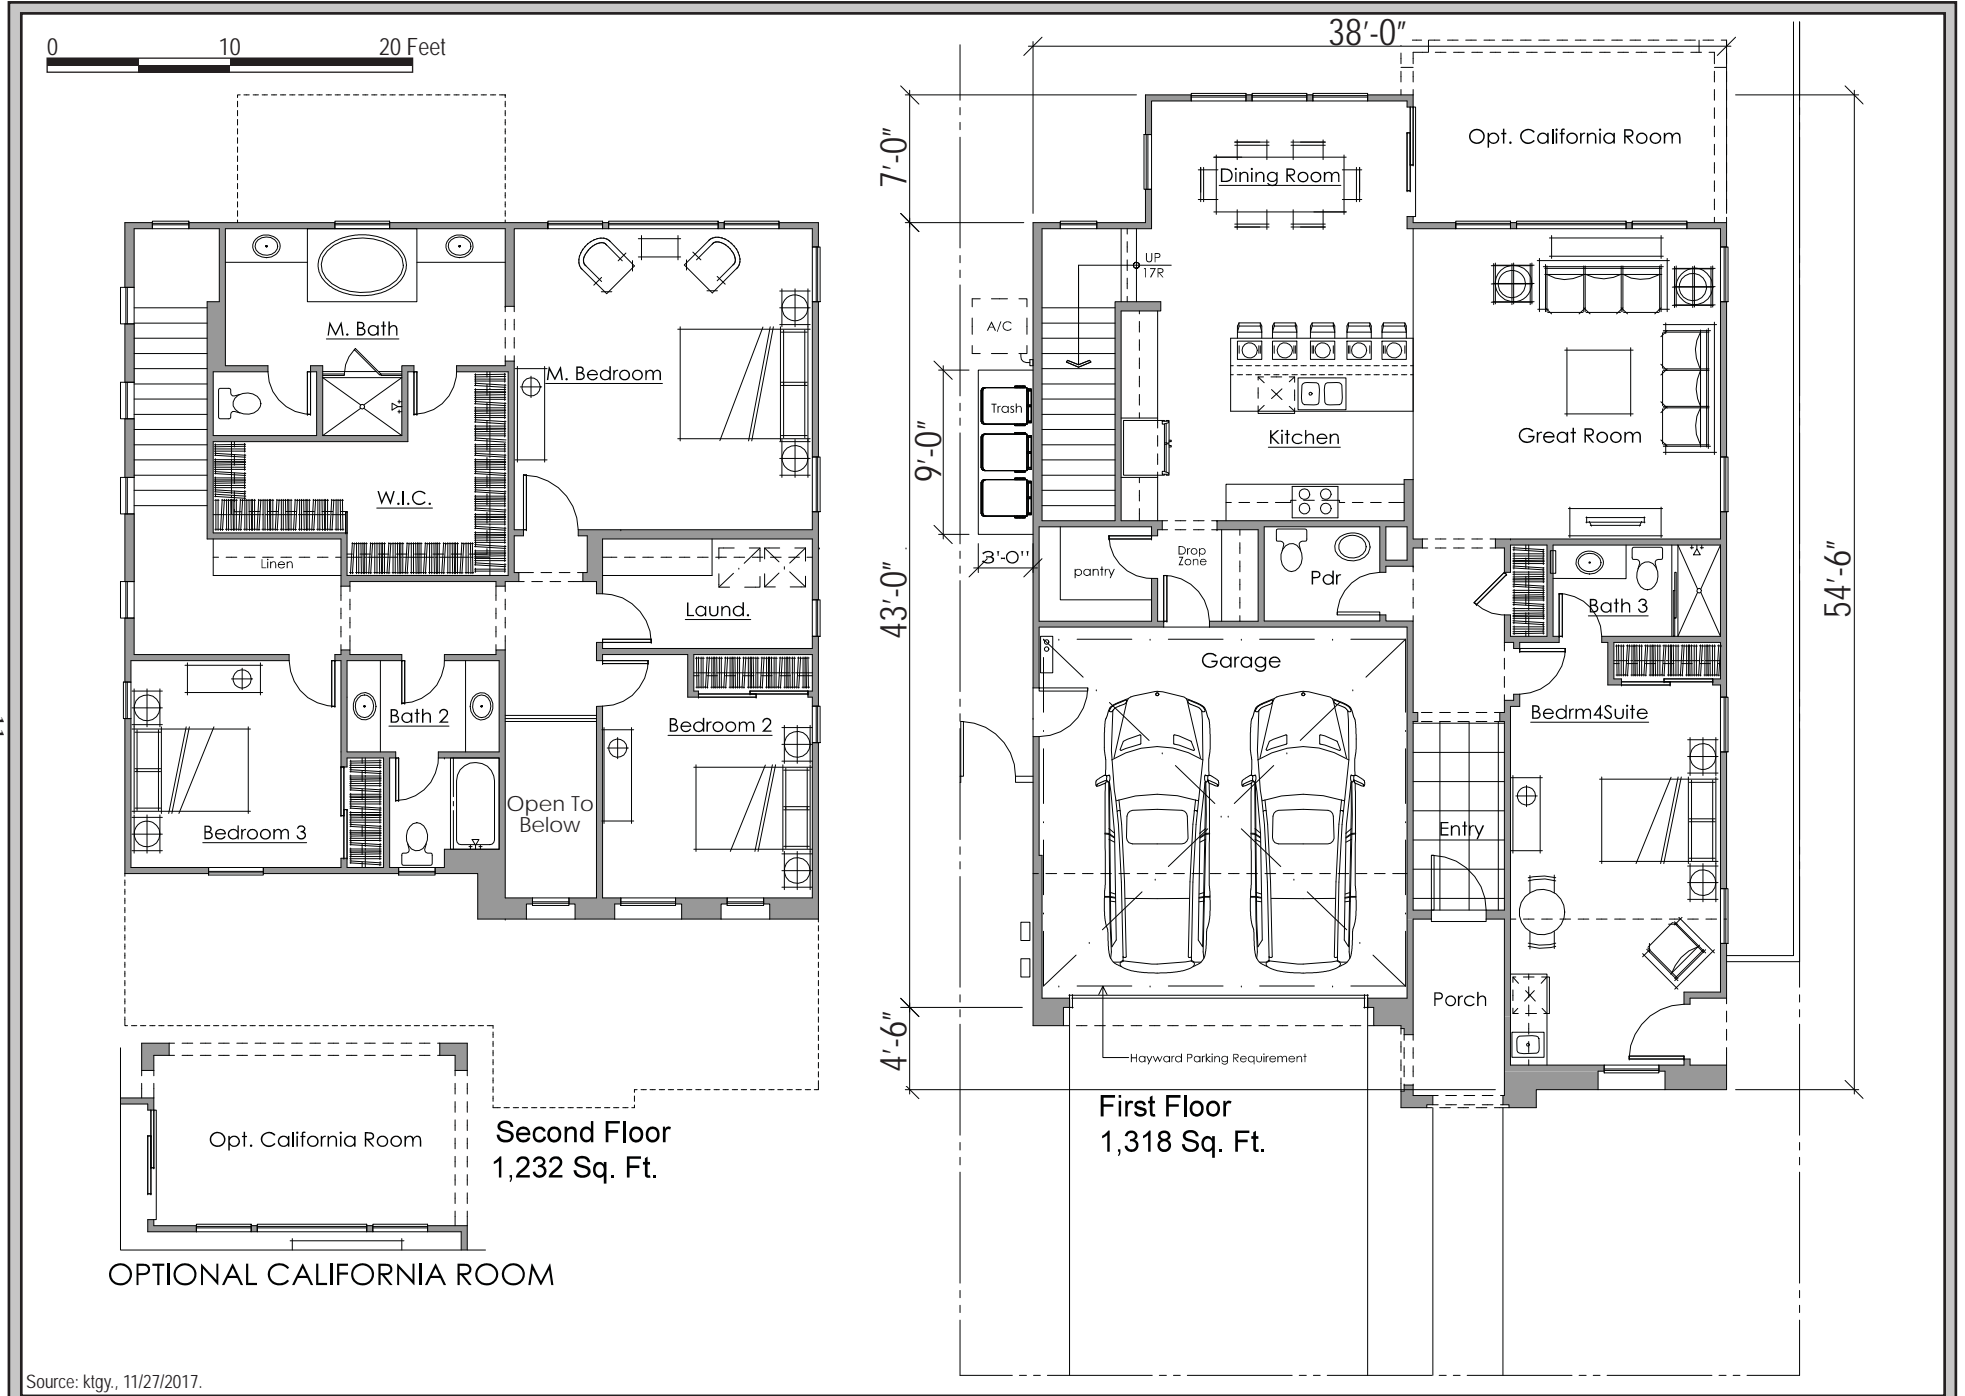 0 10 20 Feet
M. Bath
M. Bedroom
W.I.C.
Linen
Laund.
Bath 2
Bedroom 2
Bedroom 3
Open To
Below
Opt. California Room
OPTIONAL CALIFORNIA ROOM
Second Floor
1,232 Sq. Ft.
38'-0"
7'-0"
43'-0"
4'-6"
9'-0"
3'-0"
54'-6"
Opt. California Room
Dining Room
UP
17R
A/C
Trash
Kitchen
Great Room
pantry
Drop
Zone
Pdr
Bath 3
Garage
Bedrm4Suite
Entry
Porch
Hayward Parking Requirement
First Floor
1,318 Sq. Ft.
Source: ktgy., 11/27/2017.